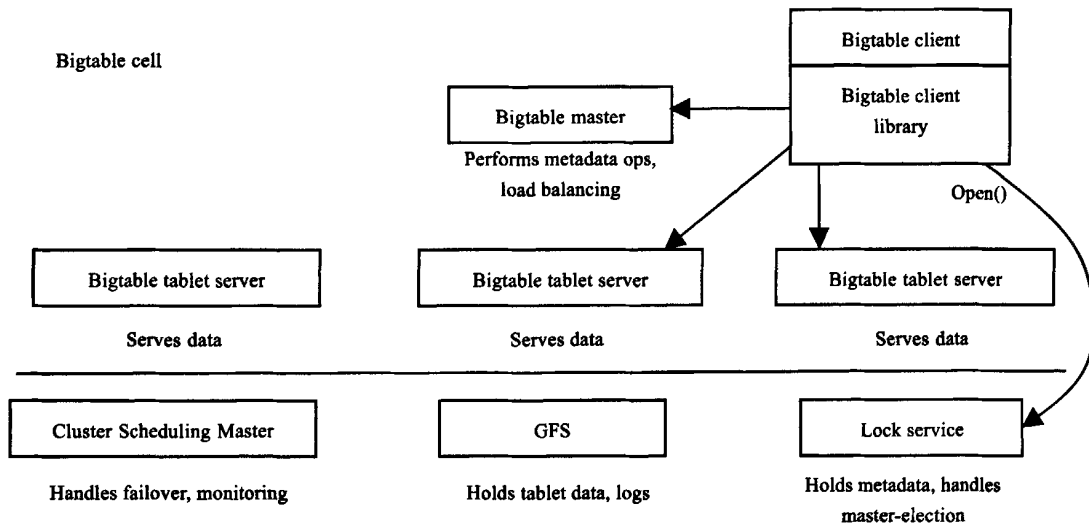 Bigtable cell
Bigtable client
Bigtable client
library
Bigtable master
Performs metadata ops,
load balancing
Open()
Bigtable tablet server
Bigtable tablet server
Bigtable tablet server
Serves data
Serves data
Serves data
Cluster Scheduling Master
GFS
Lock service
Handles failover, monitoring
Holds tablet data, logs
Holds metadata, handles
master-election